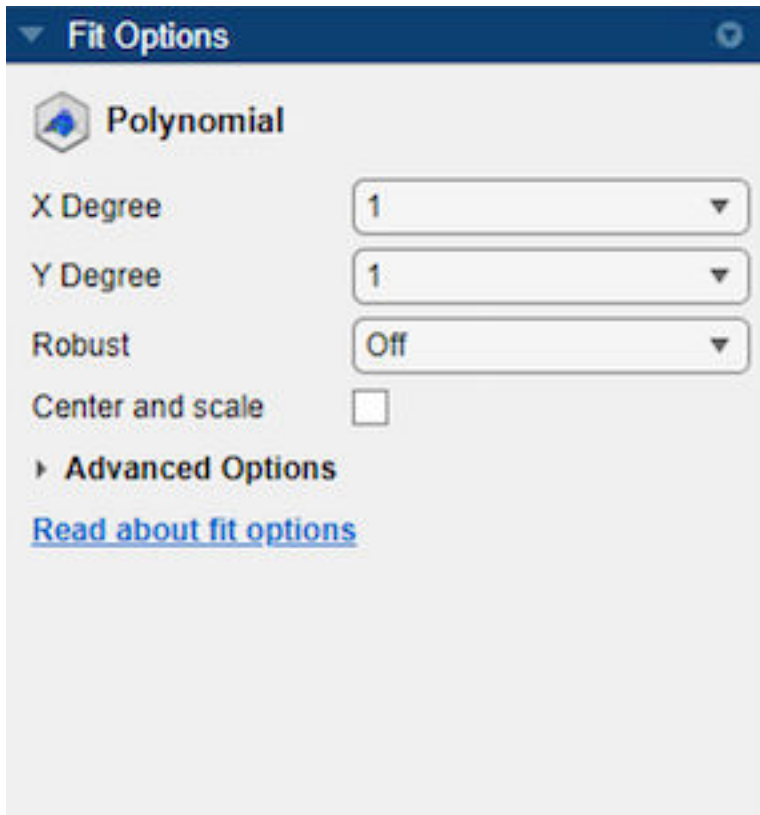 Fit Options
Polynomial
X Degree 1
Y Degree 1
Robust Off
Center and scale
Advanced Options
Read about fit options